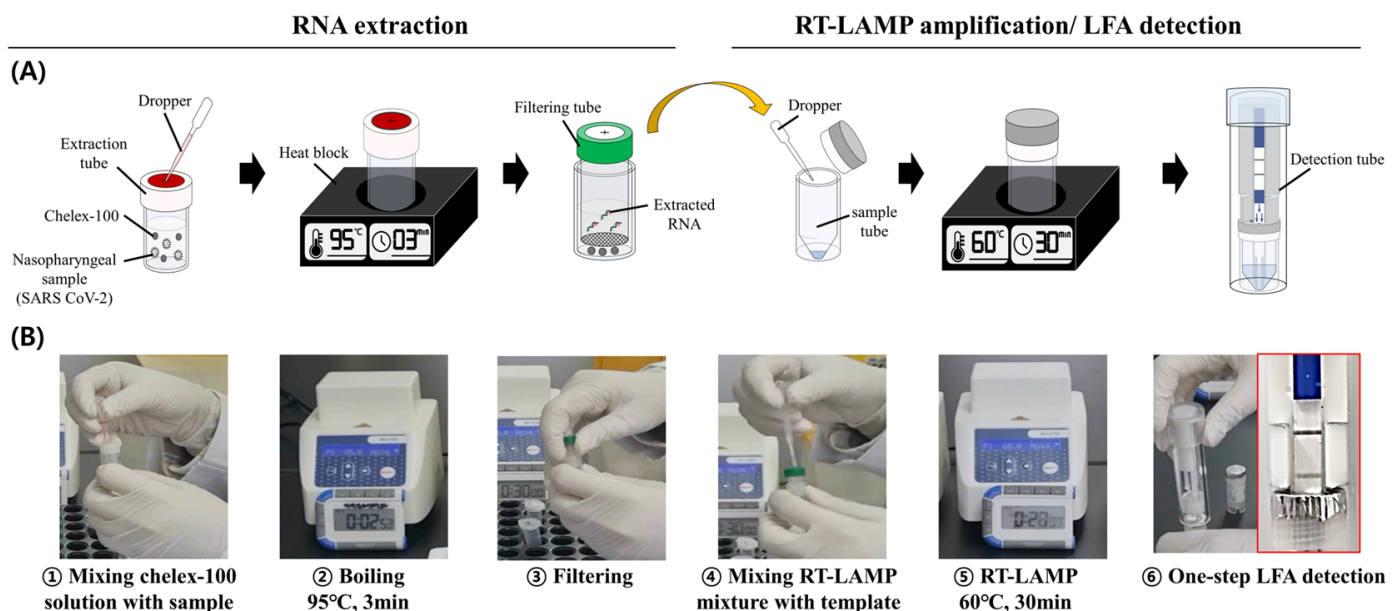 RNA extraction
RT-LAMP amplification/ LFA detection
(A)
Dropper
Extraction
tube
Chelex-100
Nasopharyngeal
sample
(SARS CoV-2)
Heat block
95℃ 03min
Filtering tube
Extracted
RNA
Dropper
sample
tube
60℃ 30min
Detection tube
(B)
0:02 53
0:30 00
① Mixing chelex-100
solution with sample
② Boiling
95℃, 3min
③ Filtering
④ Mixing RT-LAMP
mixture with template
⑤ RT-LAMP
60℃, 30min
⑥ One-step LFA detection